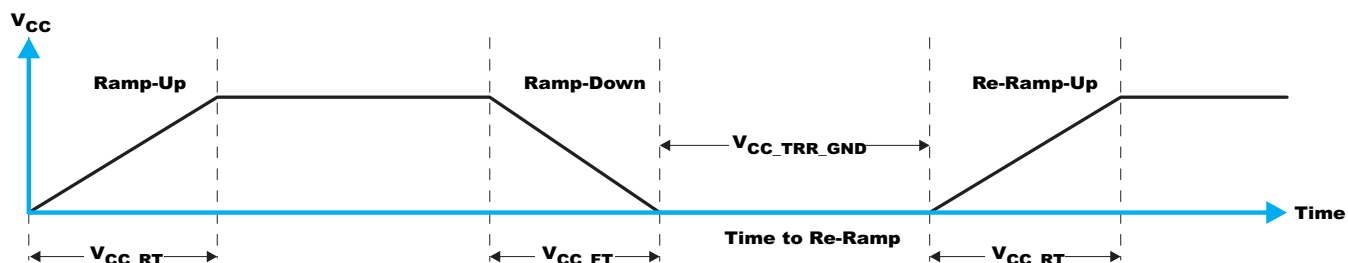 VCC
Ramp-Up
Ramp-Down
Re-Ramp-Up
VCC_TRR_GND
Time
Time to Re-Ramp
VCC_RT
VCC_FT
VCC_RT